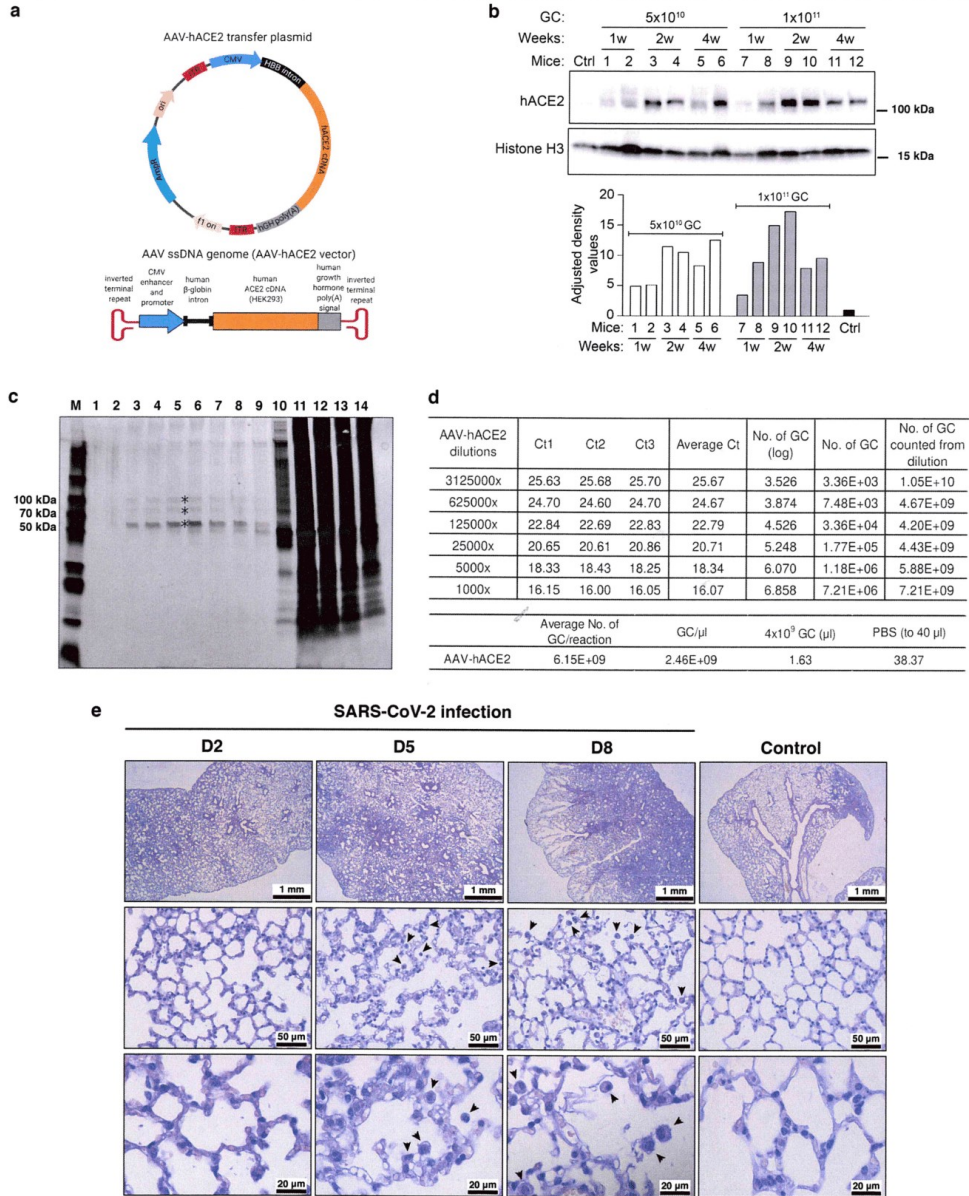 a
AAV-hACE2 transfer plasmid
CMV
HBB intron
hACE2 cDNA
hGH poly(A)
ITR
f1 ori
AmpR
ori
ITR
AAV ssDNA genome (AAV-hACE2 vector)
inverted terminal repeat
CMV enhancer and promoter
human β-globin intron
human ACE2 cDNA (HEK293)
human growth hormone poly(A) signal
inverted terminal repeat
b
GC: 5x10¹⁰ 1x10¹¹
Weeks: 1w 2w 4w 1w 2w 4w
Mice: Ctrl 1 2 3 4 5 6 7 8 9 10 11 12
hACE2
100 kDa
Histone H3
15 kDa
Adjusted density values
20
15
10
5
0
5x10¹⁰ GC
1x10¹¹ GC
Mice: 1 2 3 4 5 6 7 8 9 10 11 12 Ctrl
Weeks: 1w 2w 4w 1w 2w 4w
c
M 1 2 3 4 5 6 7 8 9 10 11 12 13 14
100 kDa
70 kDa
50 kDa
* * *
d
AAV-hACE2 dilutions Ct1 Ct2 Ct3 Average Ct No. of GC (log) No. of GC No. of GC counted from dilution
3125000x 25.63 25.68 25.70 25.67 3.526 3.36E+03 1.05E+10
625000x 24.70 24.60 24.70 24.67 3.874 7.48E+03 4.67E+09
125000x 22.84 22.69 22.83 22.79 4.526 3.36E+04 4.20E+09
25000x 20.65 20.61 20.86 20.71 5.248 1.77E+05 4.43E+09
5000x 18.33 18.43 18.25 18.34 6.070 1.18E+06 5.88E+09
1000x 16.15 16.00 16.05 16.07 6.858 7.21E+06 7.21E+09
Average No. of GC/reaction GC/µl 4x10⁹ GC (µl) PBS (to 40 µl)
AAV-hACE2 6.15E+09 2.46E+09 1.63 38.37
e
SARS-CoV-2 infection
D2 D5 D8 Control
1 mm 1 mm 1 mm 1 mm
50 µm 50 µm 50 µm 50 µm
20 µm 20 µm 20 µm 20 µm